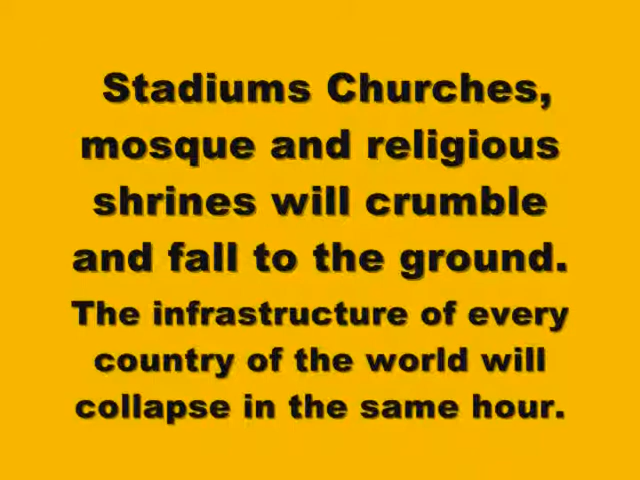 Stadiums Churches,
mosque and religious
shrines will crumble
and fall to the ground.
The infrastructure of every
country of the world will
collapse in the same hour.